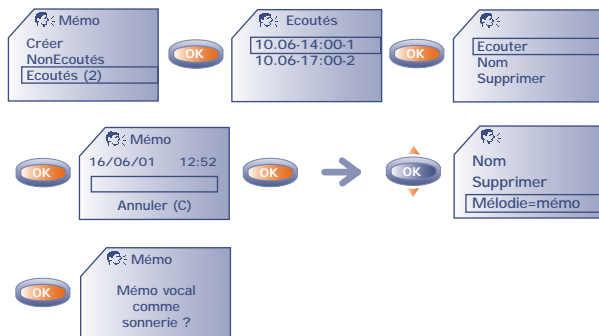 Mémo
Créer
NonEcoutés
Ecoutés (2)
OK
Ecoutés
10.06-14:00-1
10.06-17:00-2
OK
Ecouter
Nom
Supprimer
OK
Mémo
16/06/01 12:52
Annuler (C)
OK
OK
Nom
Supprimer
Mélodie=mémo
OK
Mémo
Mémo vocal
comme
sonnerie ?